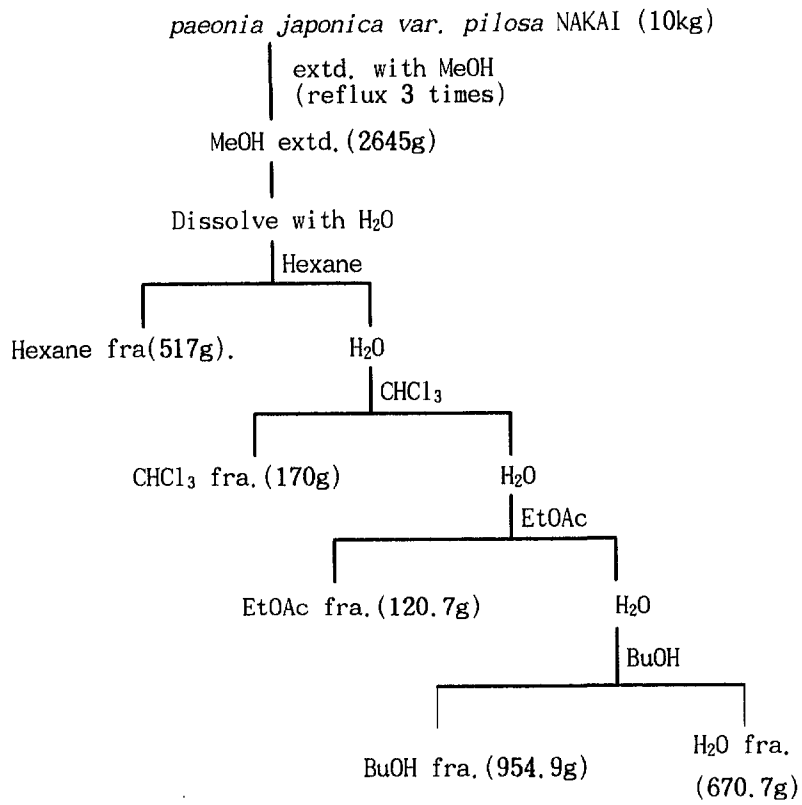 paeonia japonica var. pilosa NAKAI (10kg)
extd. with MeOH
(reflux 3 times)
MeOH extd.(2645g)
Dissolve with H₂O
Hexane
Hexane fra(517g).
H₂O
CHCl₃
CHCl₃ fra.(170g)
H₂O
EtOAc
EtOAc fra.(120.7g)
H₂O
BuOH
BuOH fra.(954.9g)
H₂O fra.
(670.7g)